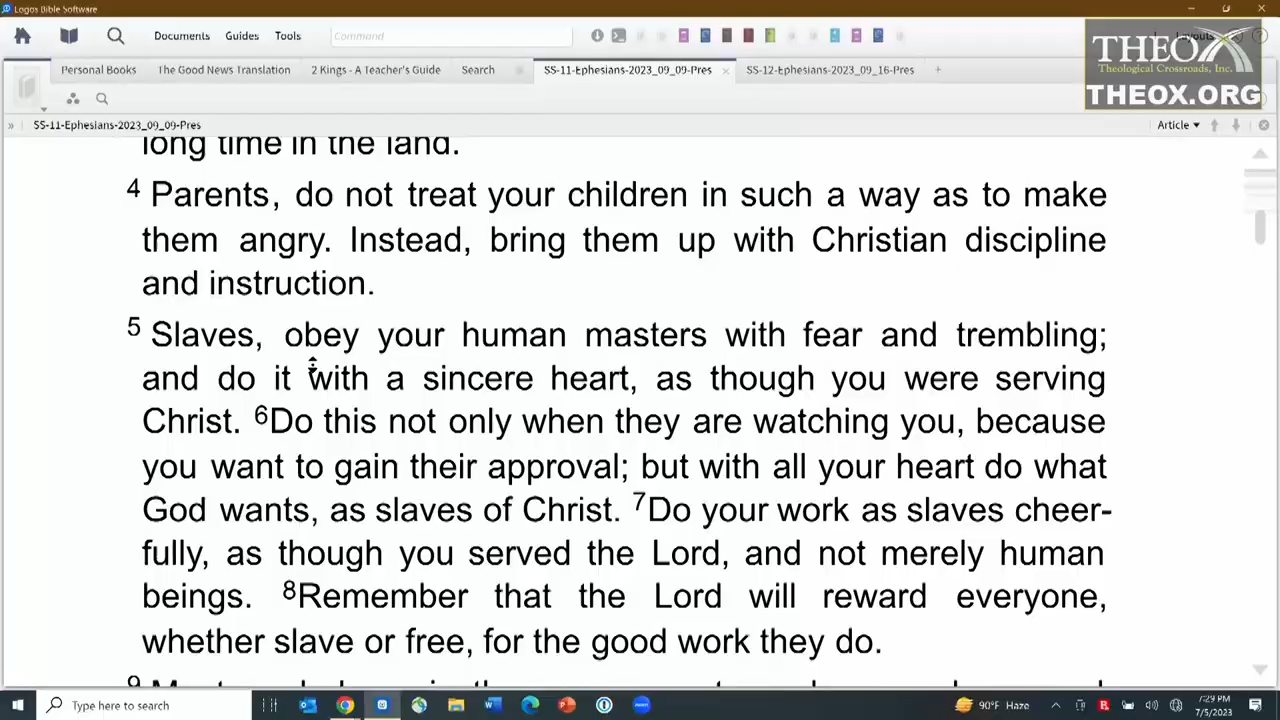 Logos Bible Software
Documents Guides Tools Command Layouts
THEOX
Theological Crossroads, Inc.
THEOX.ORG
Personal Books The Good News Translation 2 Kings - A Teacher's Gui SS-11-Ephesians-2023_09_09-Pres SS-12-Ephesians-2023_09_16-Pres
SS-11-Ephesians-2023_09_09-Pres Article
long time in the land.
4 Parents, do not treat your children in such a way as to make
them angry. Instead, bring them up with Christian discipline
and instruction.
5 Slaves, obey your human masters with fear and trembling;
and do it with a sincere heart, as though you were serving
Christ. 6Do this not only when they are watching you, because
you want to gain their approval; but with all your heart do what
God wants, as slaves of Christ. 7Do your work as slaves cheer-
fully, as though you served the Lord, and not merely human
beings. 8Remember that the Lord will reward everyone,
whether slave or free, for the good work they do.
9
Type here to search 90°F Haze 7:29 PM
7/5/2023